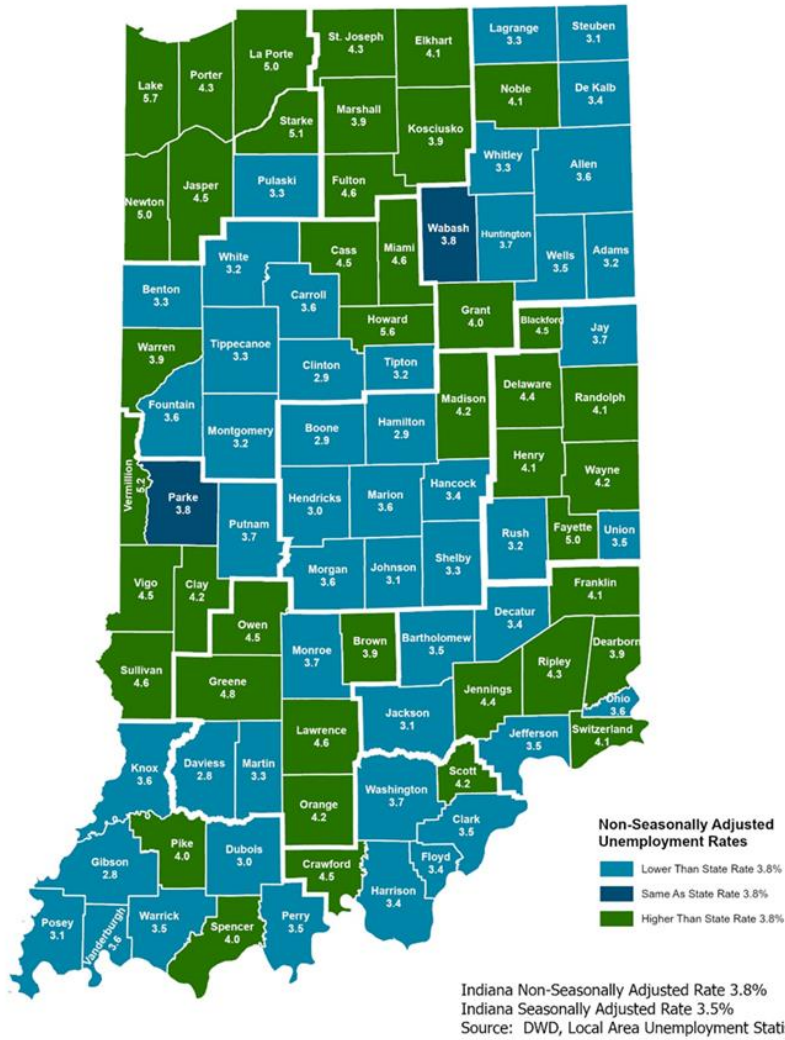 Lagrange
3.3
Steuben
3.1
St. Joseph
4.3
Elkhart
4.1
La Porte
5.0
Porter
4.3
Lake
5.7
Noble
4.1
De Kalb
3.4
Marshall
3.9
Starke
5.1
Kosciusko
3.9
Whitley
3.3
Allen
3.6
Pulaski
3.3
Fulton
4.6
Jasper
4.5
Newton
5.0
Wabash
3.8
Huntington
3.7
Miami
4.6
Cass
4.5
White
3.2
Wells
3.5
Adams
3.2
Benton
3.3
Carroll
3.6
Grant
4.0
Howard
5.6
Blackford
4.5
Jay
3.7
Warren
3.9
Tippecanoe
3.3
Clinton
2.9
Tipton
3.2
Madison
4.2
Delaware
4.4
Randolph
4.1
Fountain
3.6
Montgomery
3.2
Boone
2.9
Hamilton
2.9
Henry
4.1
Wayne
4.2
Vermillion
5.2
Parke
3.8
Putnam
3.7
Hendricks
3.0
Marion
3.6
Hancock
3.4
Rush
3.2
Fayette
5.0
Union
3.5
Morgan
3.6
Johnson
3.1
Shelby
3.3
Vigo
4.5
Clay
4.2
Franklin
4.1
Owen
4.5
Monroe
3.7
Brown
3.9
Bartholomew
3.5
Decatur
3.4
Dearborn
3.9
Ripley
4.3
Sullivan
4.6
Greene
4.8
Jennings
4.4
Ohio
3.6
Jackson
3.1
Lawrence
4.6
Jefferson
3.5
Switzerland
4.1
Knox
3.6
Daviess
2.8
Martin
3.3
Scott
4.2
Washington
3.7
Orange
4.2
Clark
3.5
Pike
4.0
Dubois
3.0
Gibson
2.8
Crawford
4.5
Floyd
3.4
Harrison
3.4
Posey
3.1
Vanderburgh
3.6
Warrick
3.5
Spencer
4.0
Perry
3.5
Non-Seasonally Adjusted
Unemployment Rates
Lower Than State Rate 3.8%
Same As State Rate 3.8%
Higher Than State Rate 3.8%
Indiana Non-Seasonally Adjusted Rate 3.8%
Indiana Seasonally Adjusted Rate 3.5%
Source: DWD, Local Area Unemployment Stati